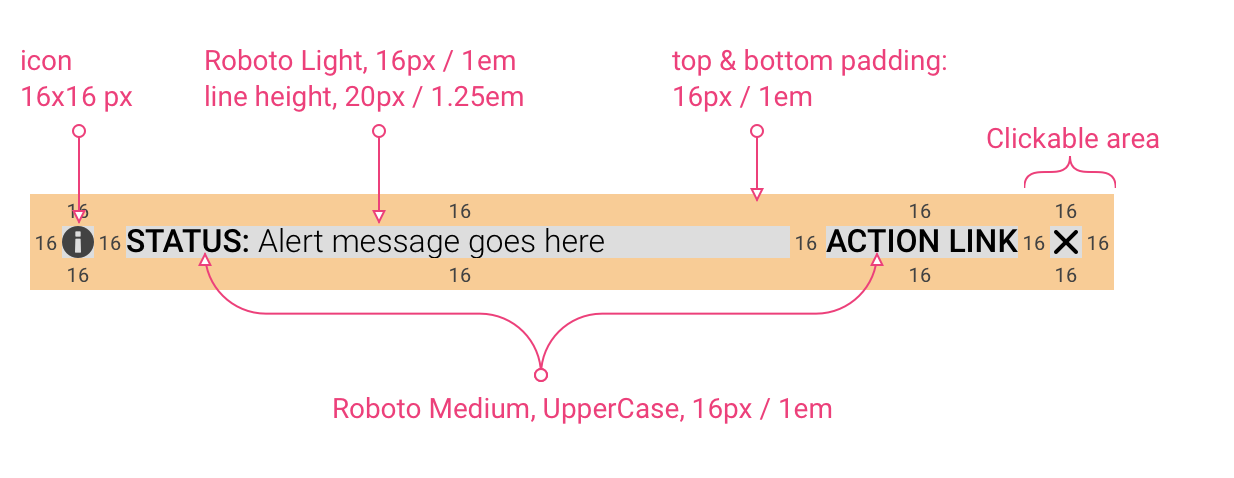 icon
16x16 px
Roboto Light, 16px / 1em
line height, 20px / 1.25em
top & bottom padding:
16px / 1em
Clickable area
16 16 16 16
16 i 16 STATUS: Alert message goes here 16 ACTION LINK 16 16
16 16 16 16
Roboto Medium, UpperCase, 16px / 1em